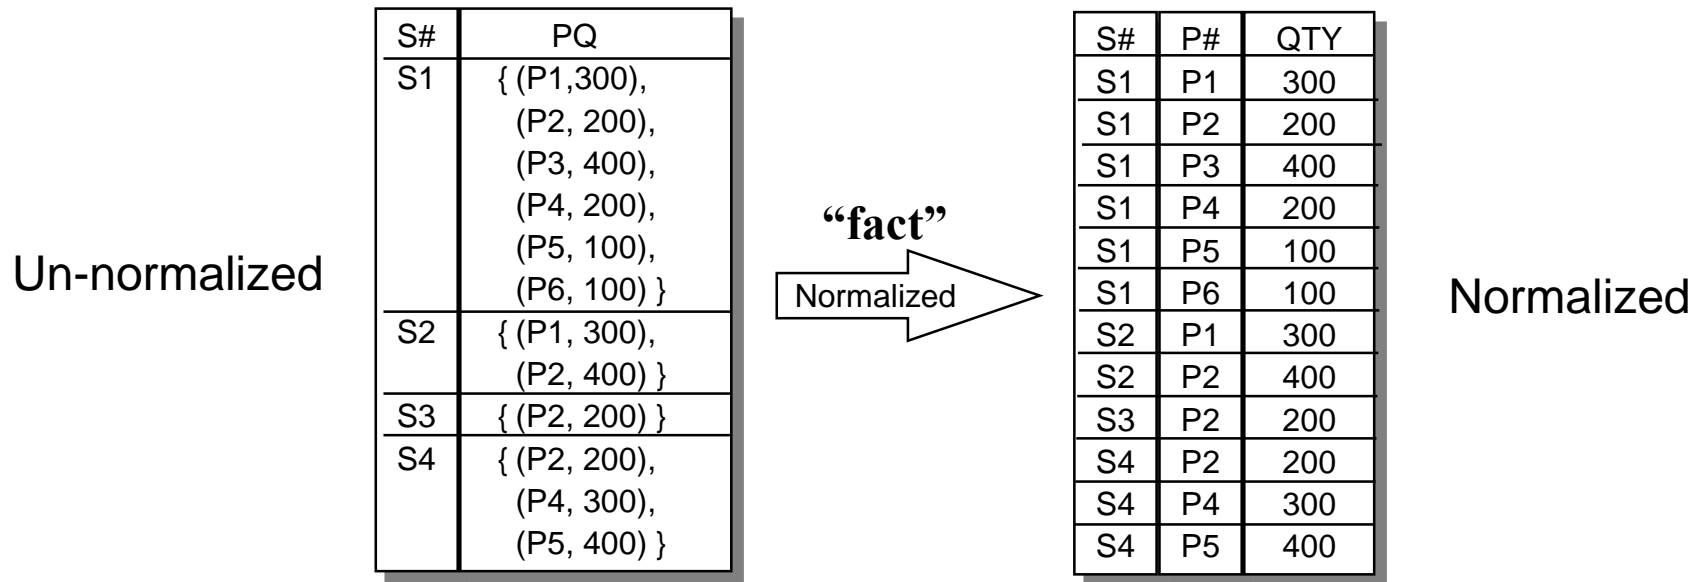 Un-normalized
S# PQ
S1 { (P1,300),
(P2, 200),
(P3, 400),
(P4, 200),
(P5, 100),
(P6, 100) }
S2 { (P1, 300),
(P2, 400) }
S3 { (P2, 200) }
S4 { (P2, 200),
(P4, 300),
(P5, 400) }
“fact”
Normalized
S# P# QTY
S1 P1 300
S1 P2 200
S1 P3 400
S1 P4 200
S1 P5 100
S1 P6 100
S2 P1 300
S2 P2 400
S3 P2 200
S4 P2 200
S4 P4 300
S4 P5 400
Normalized